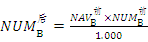 NUM_B = NAV_B × NUM_B / 1.000